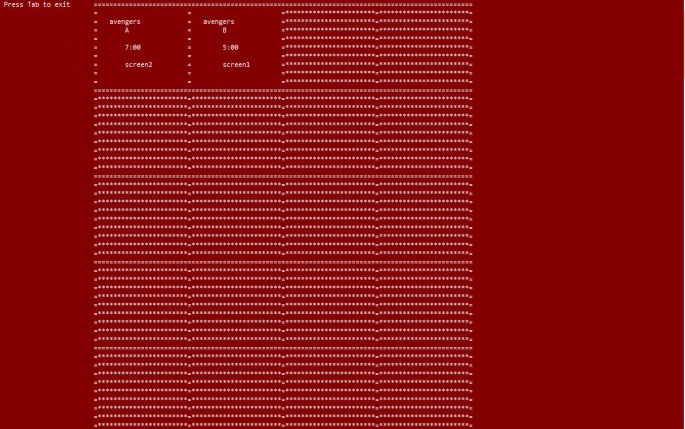 Press Tab to exit
avengers avengers
A B
7:00 5:00
screen2 screen1